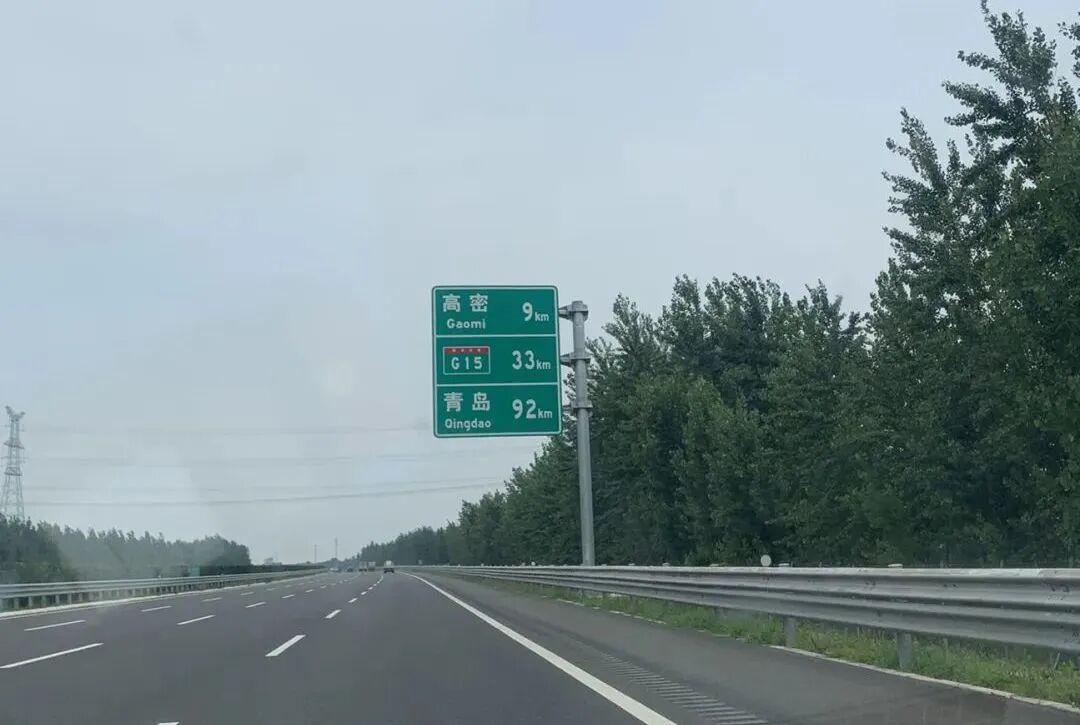 高密 9km
Gaomi
G15 33km
青岛 92km
Qingdao